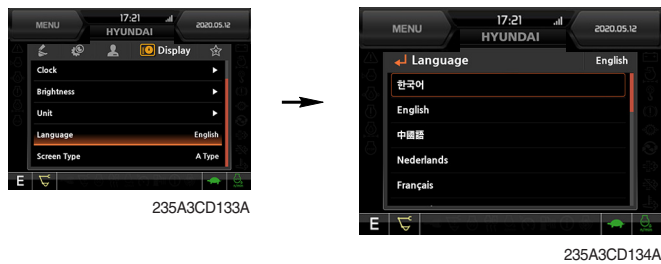 MENU
17:21
2020.05.12
HYUNDAI
Display
Clock
Brightness
Unit
Language English
Screen Type A Type
E
235A3CD133A
MENU
17:21
2020.05.12
HYUNDAI
Language English
한국어
English
中國語
Nederlands
Français
E
235A3CD134A